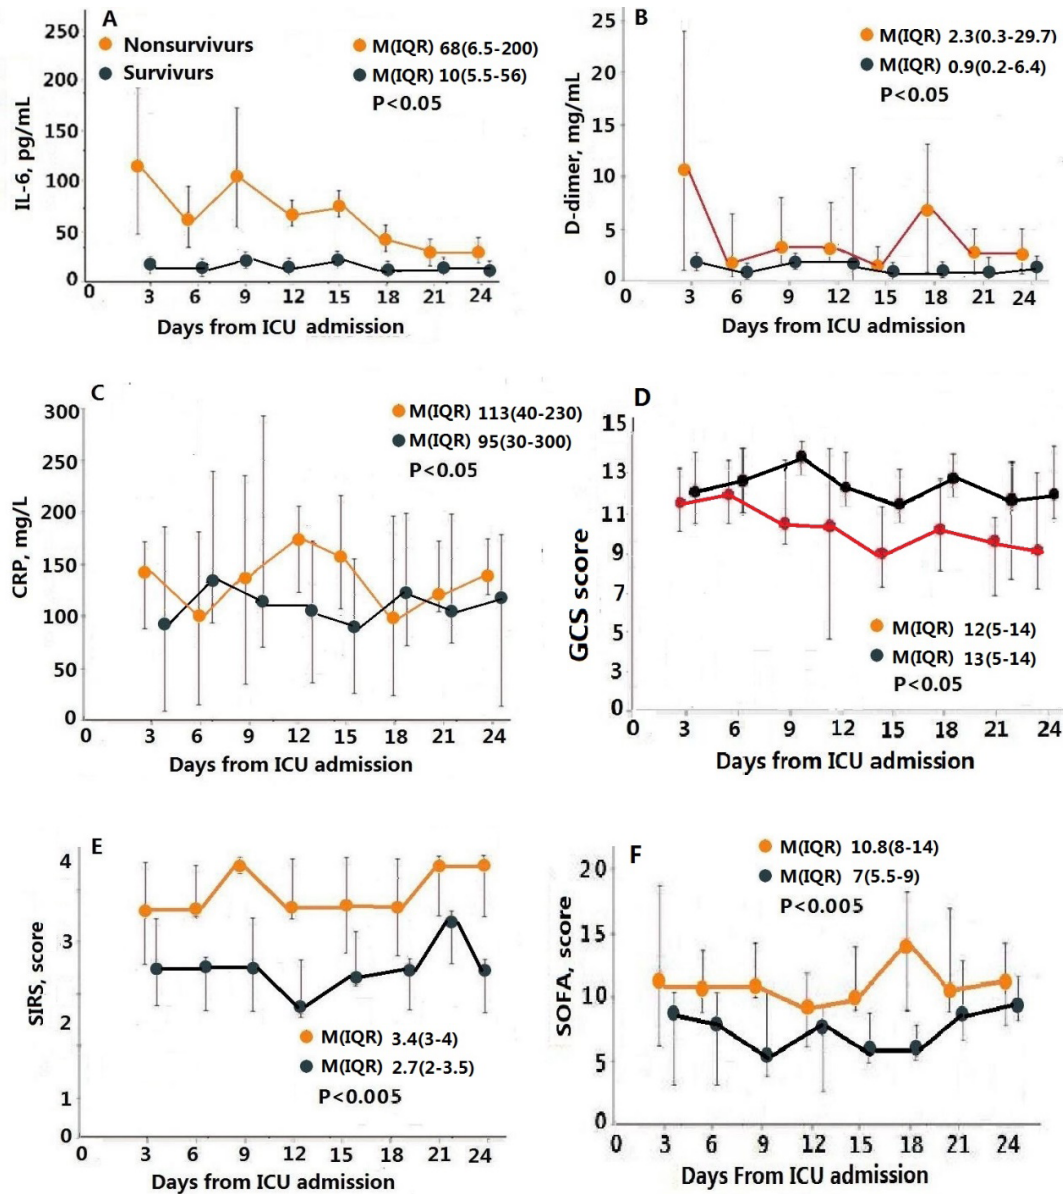 A
250
200
150
100
50
0
0
3
6
9
12
15
18
21
24
IL-6, pg/mL
Days from ICU admission
Nonsurvivurs
Survivurs
M(IQR) 68(6.5-200)
M(IQR) 10(5.5-56)
P<0.05
B
25
20
15
10
5
0
0
3
6
9
12
15
18
21
24
D-dimer, mg/mL
Days from ICU admission
M(IQR) 2.3(0.3-29.7)
M(IQR) 0.9(0.2-6.4)
P<0.05
C
300
250
200
150
100
50
0
0
3
6
9
12
15
18
21
24
CRP, mg/L
Days from ICU admission
M(IQR) 113(40-230)
M(IQR) 95(30-300)
P<0.05
D
15
13
11
9
7
5
3
0
0
3
6
9
12
15
18
21
24
GCS score
Days from ICU admission
M(IQR) 12(5-14)
M(IQR) 13(5-14)
P<0.05
E
4
3
2
1
0
0
3
6
9
12
15
18
21
24
SIRS, score
Days from ICU admission
M(IQR) 3.4(3-4)
M(IQR) 2.7(2-3.5)
P<0.005
F
20
15
10
5
0
0
3
6
9
12
15
18
21
24
SOFA, score
Days From ICU admission
M(IQR) 10.8(8-14)
M(IQR) 7(5.5-9)
P<0.005